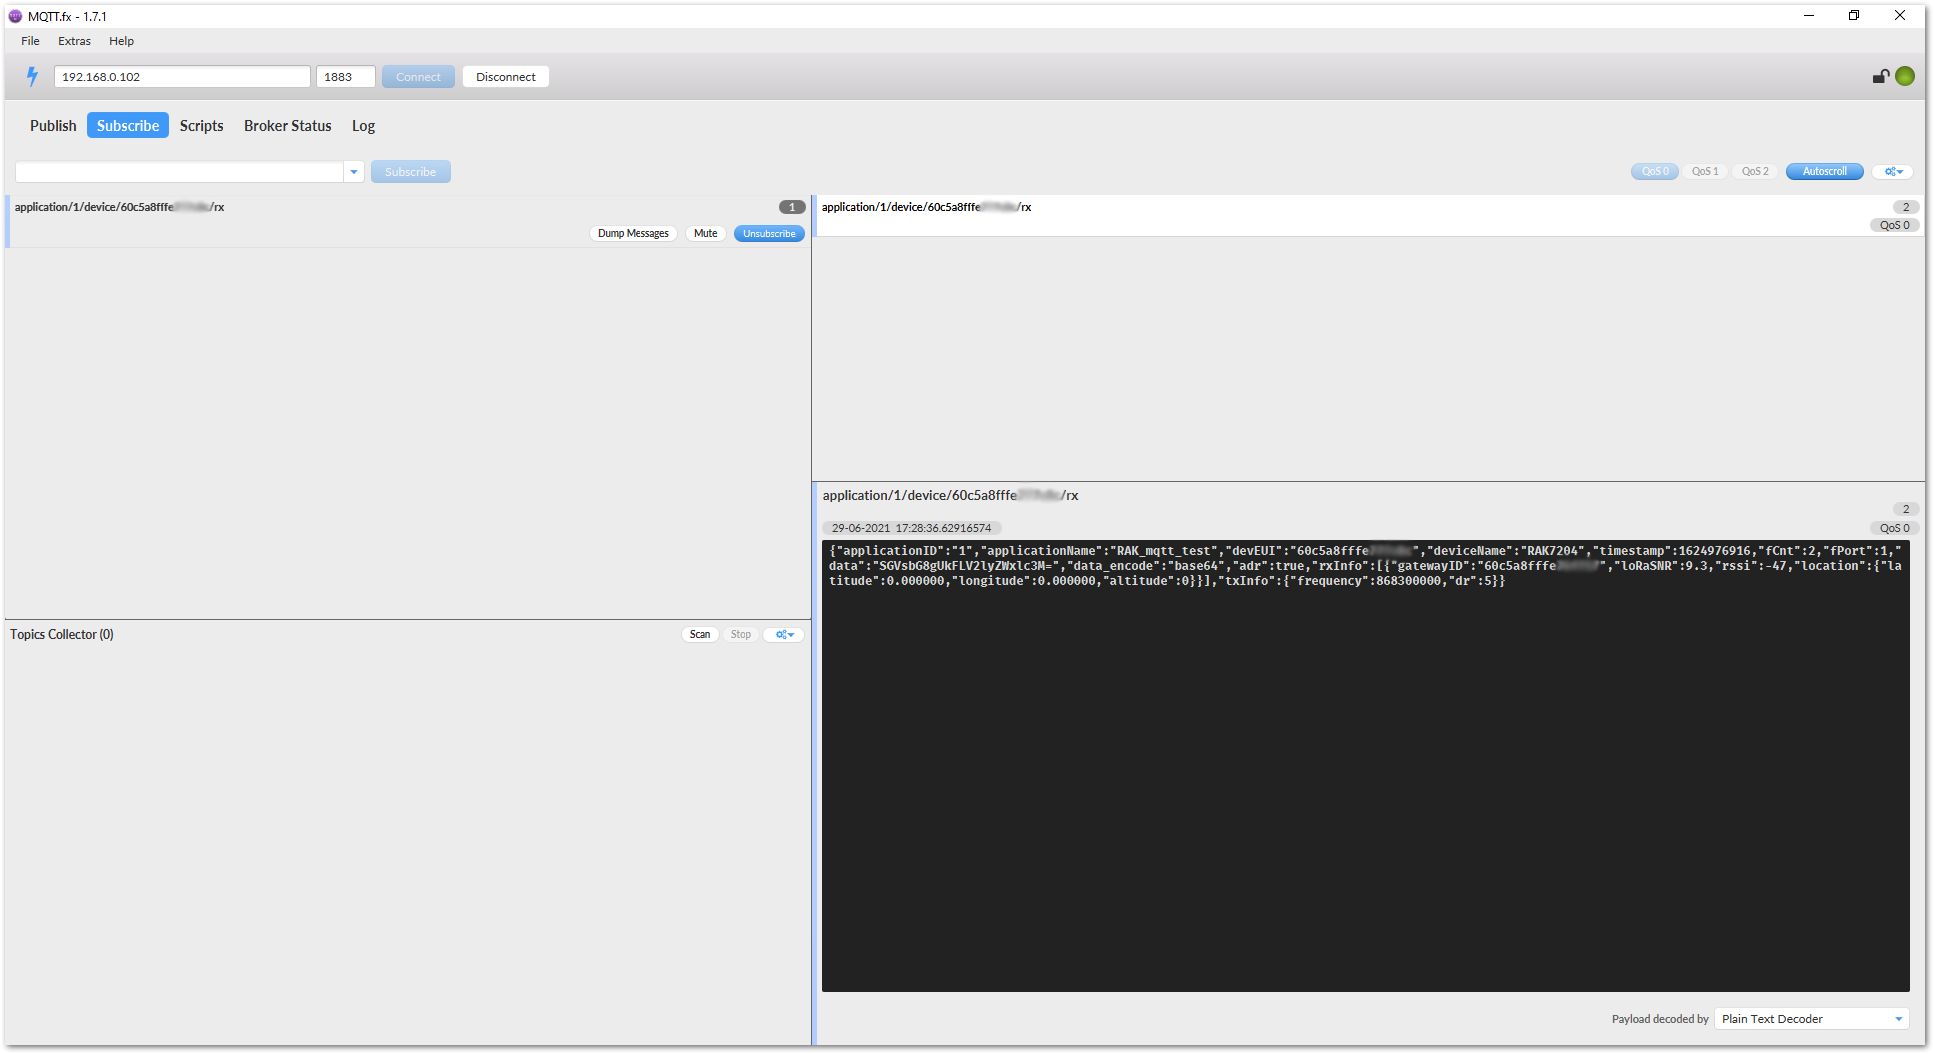 MQTT.fx - 1.7.1
File Extras Help
192.168.0.102 1883 Connect Disconnect
Publish Subscribe Scripts Broker Status Log
Subscribe QoS 0 QoS 1 QoS 2 Autoscroll
application/1/device/60c5a8fffe /rx 1
Dump Messages Mute Unsubscribe
application/1/device/60c5a8fffe /rx 2
QoS 0
Topics Collector (0) Scan Stop
application/1/device/60c5a8fffe /rx
2
29-06-2021 17:28:36.62916574 QoS 0
{"applicationID":"1","applicationName":"RAK_mqtt_test","devEUI":"60c5a8fffe ","deviceName":"RAK7204","timestamp":1624976916,"fCnt":2,"fPort":1,"
data":"SGVsbG8gUkFLV2lyZWxlc3M=","data_encode":"base64","adr":true,"rxInfo":[{"gatewayID":"60c5a8fffe ","loRaSNR":9.3,"rssi":-47,"location":{"la
titude":0.000000,"longitude":0.000000,"altitude":0}}],"txInfo":{"frequency":868300000,"dr":5}}
Payload decoded by Plain Text Decoder